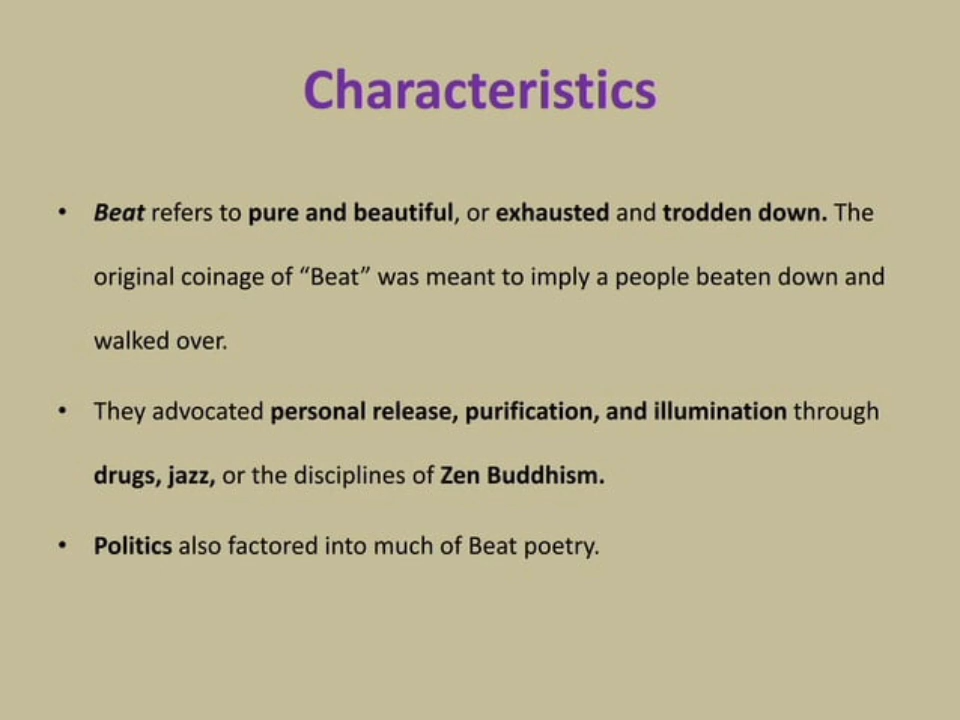 Characteristics
• Beat refers to pure and beautiful, or exhausted and trodden down. The
original coinage of “Beat” was meant to imply a people beaten down and
walked over.
• They advocated personal release, purification, and illumination through
drugs, jazz, or the disciplines of Zen Buddhism.
• Politics also factored into much of Beat poetry.